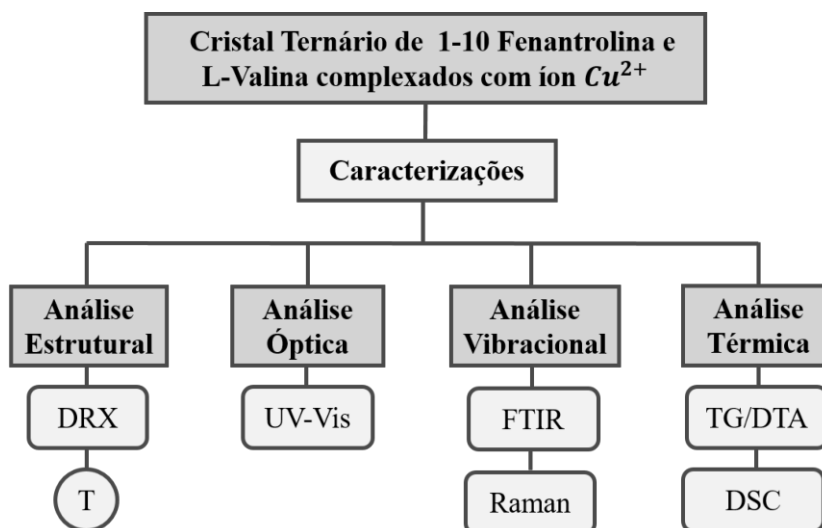 Cristal Ternário de 1-10 Fenantrolina e
L-Valina complexados com íon Cu²⁺
Caracterizações
Análise
Estrutural
Análise
Óptica
Análise
Vibracional
Análise
Térmica
DRX
UV-Vis
FTIR
TG/DTA
T
Raman
DSC